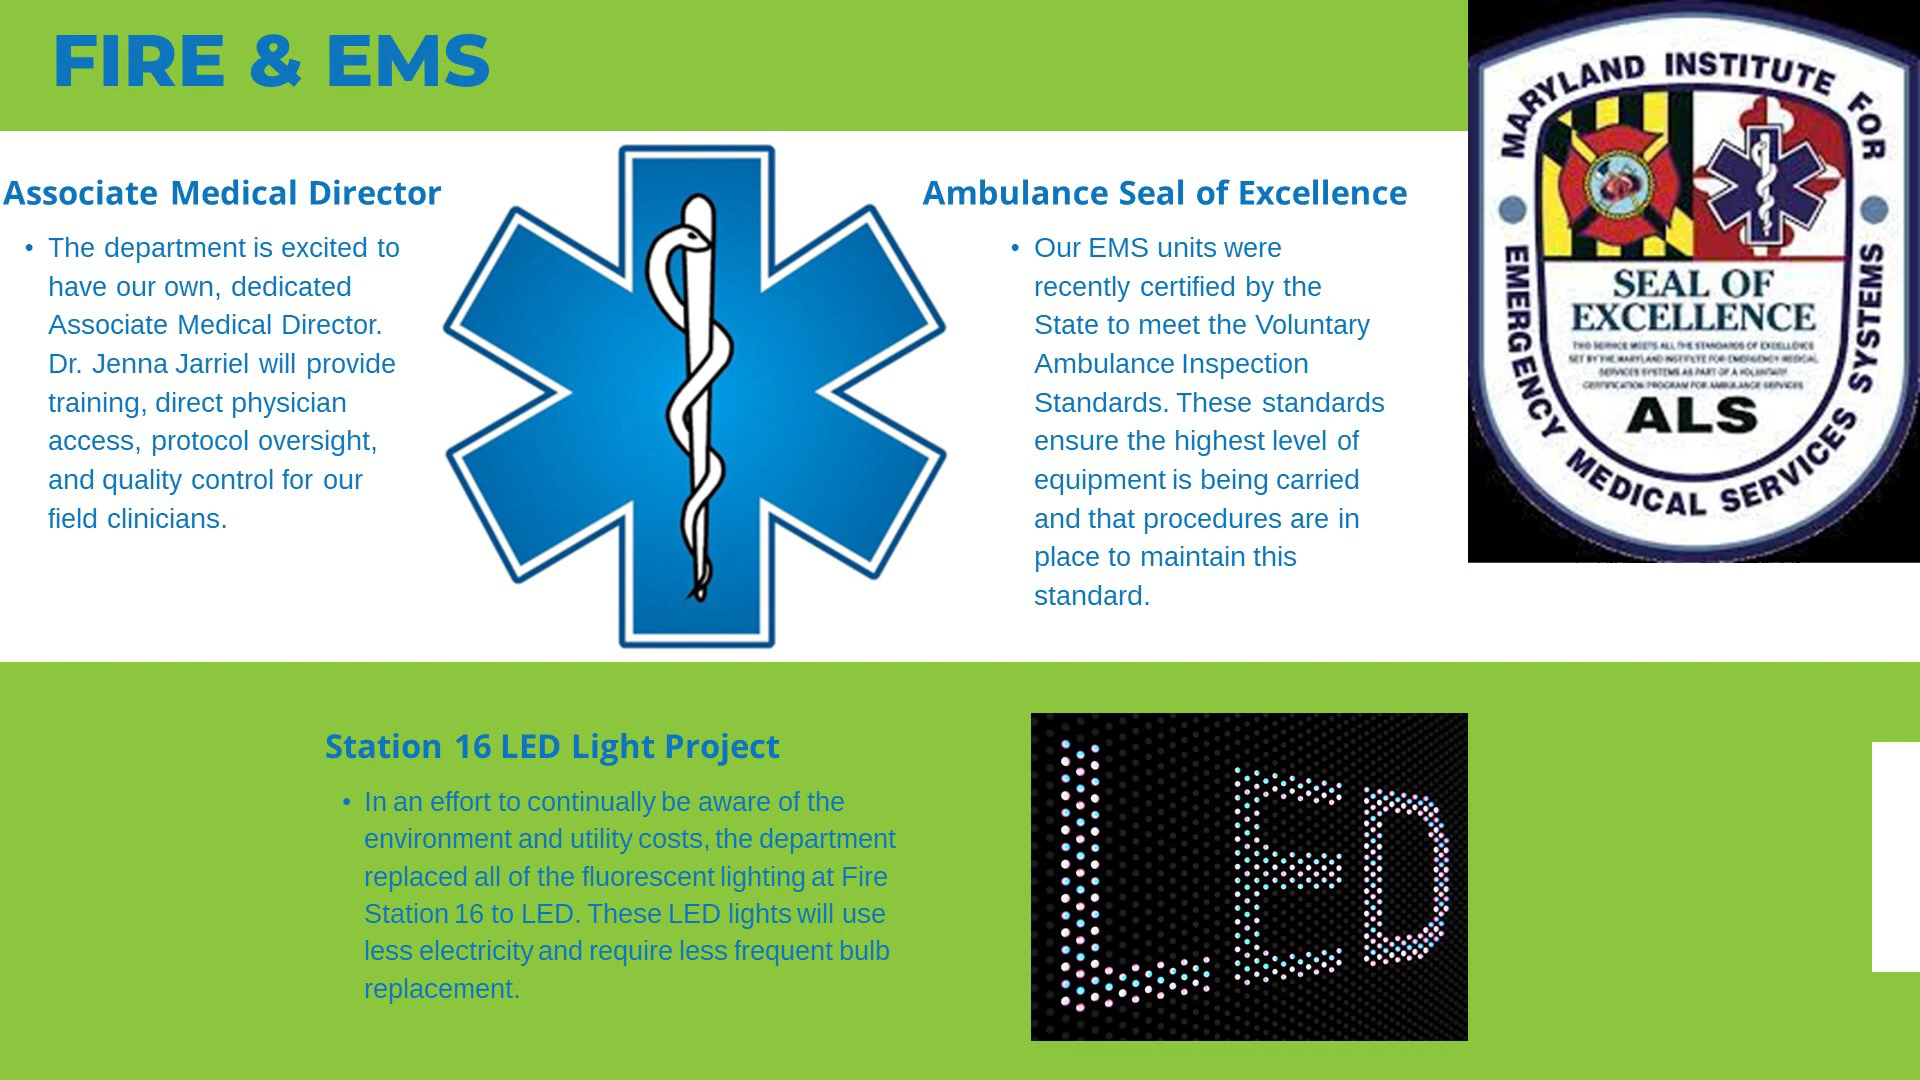 FIRE & EMS
Associate Medical Director
• The department is excited to
have our own, dedicated
Associate Medical Director.
Dr. Jenna Jarriel will provide
training, direct physician
access, protocol oversight,
and quality control for our
field clinicians.
Ambulance Seal of Excellence
• Our EMS units were
recently certified by the
State to meet the Voluntary
Ambulance Inspection
Standards. These standards
ensure the highest level of
equipment is being carried
and that procedures are in
place to maintain this
standard.
MARYLAND INSTITUTE FOR
EMERGENCY MEDICAL SERVICES SYSTEMS
SEAL OF
EXCELLENCE
THIS SERVICE MEETS ALL THE STANDARDS OF EXCELLENCE
SET BY THE MARYLAND INSTITUTE FOR EMERGENCY MEDICAL
SERVICES SYSTEMS AS PART OF A VOLUNTARY
CERTIFICATION PROGRAM FOR AMBULANCE SERVICES
ALS
Station 16 LED Light Project
• In an effort to continually be aware of the
environment and utility costs, the department
replaced all of the fluorescent lighting at Fire
Station 16 to LED. These LED lights will use
less electricity and require less frequent bulb
replacement.
LED